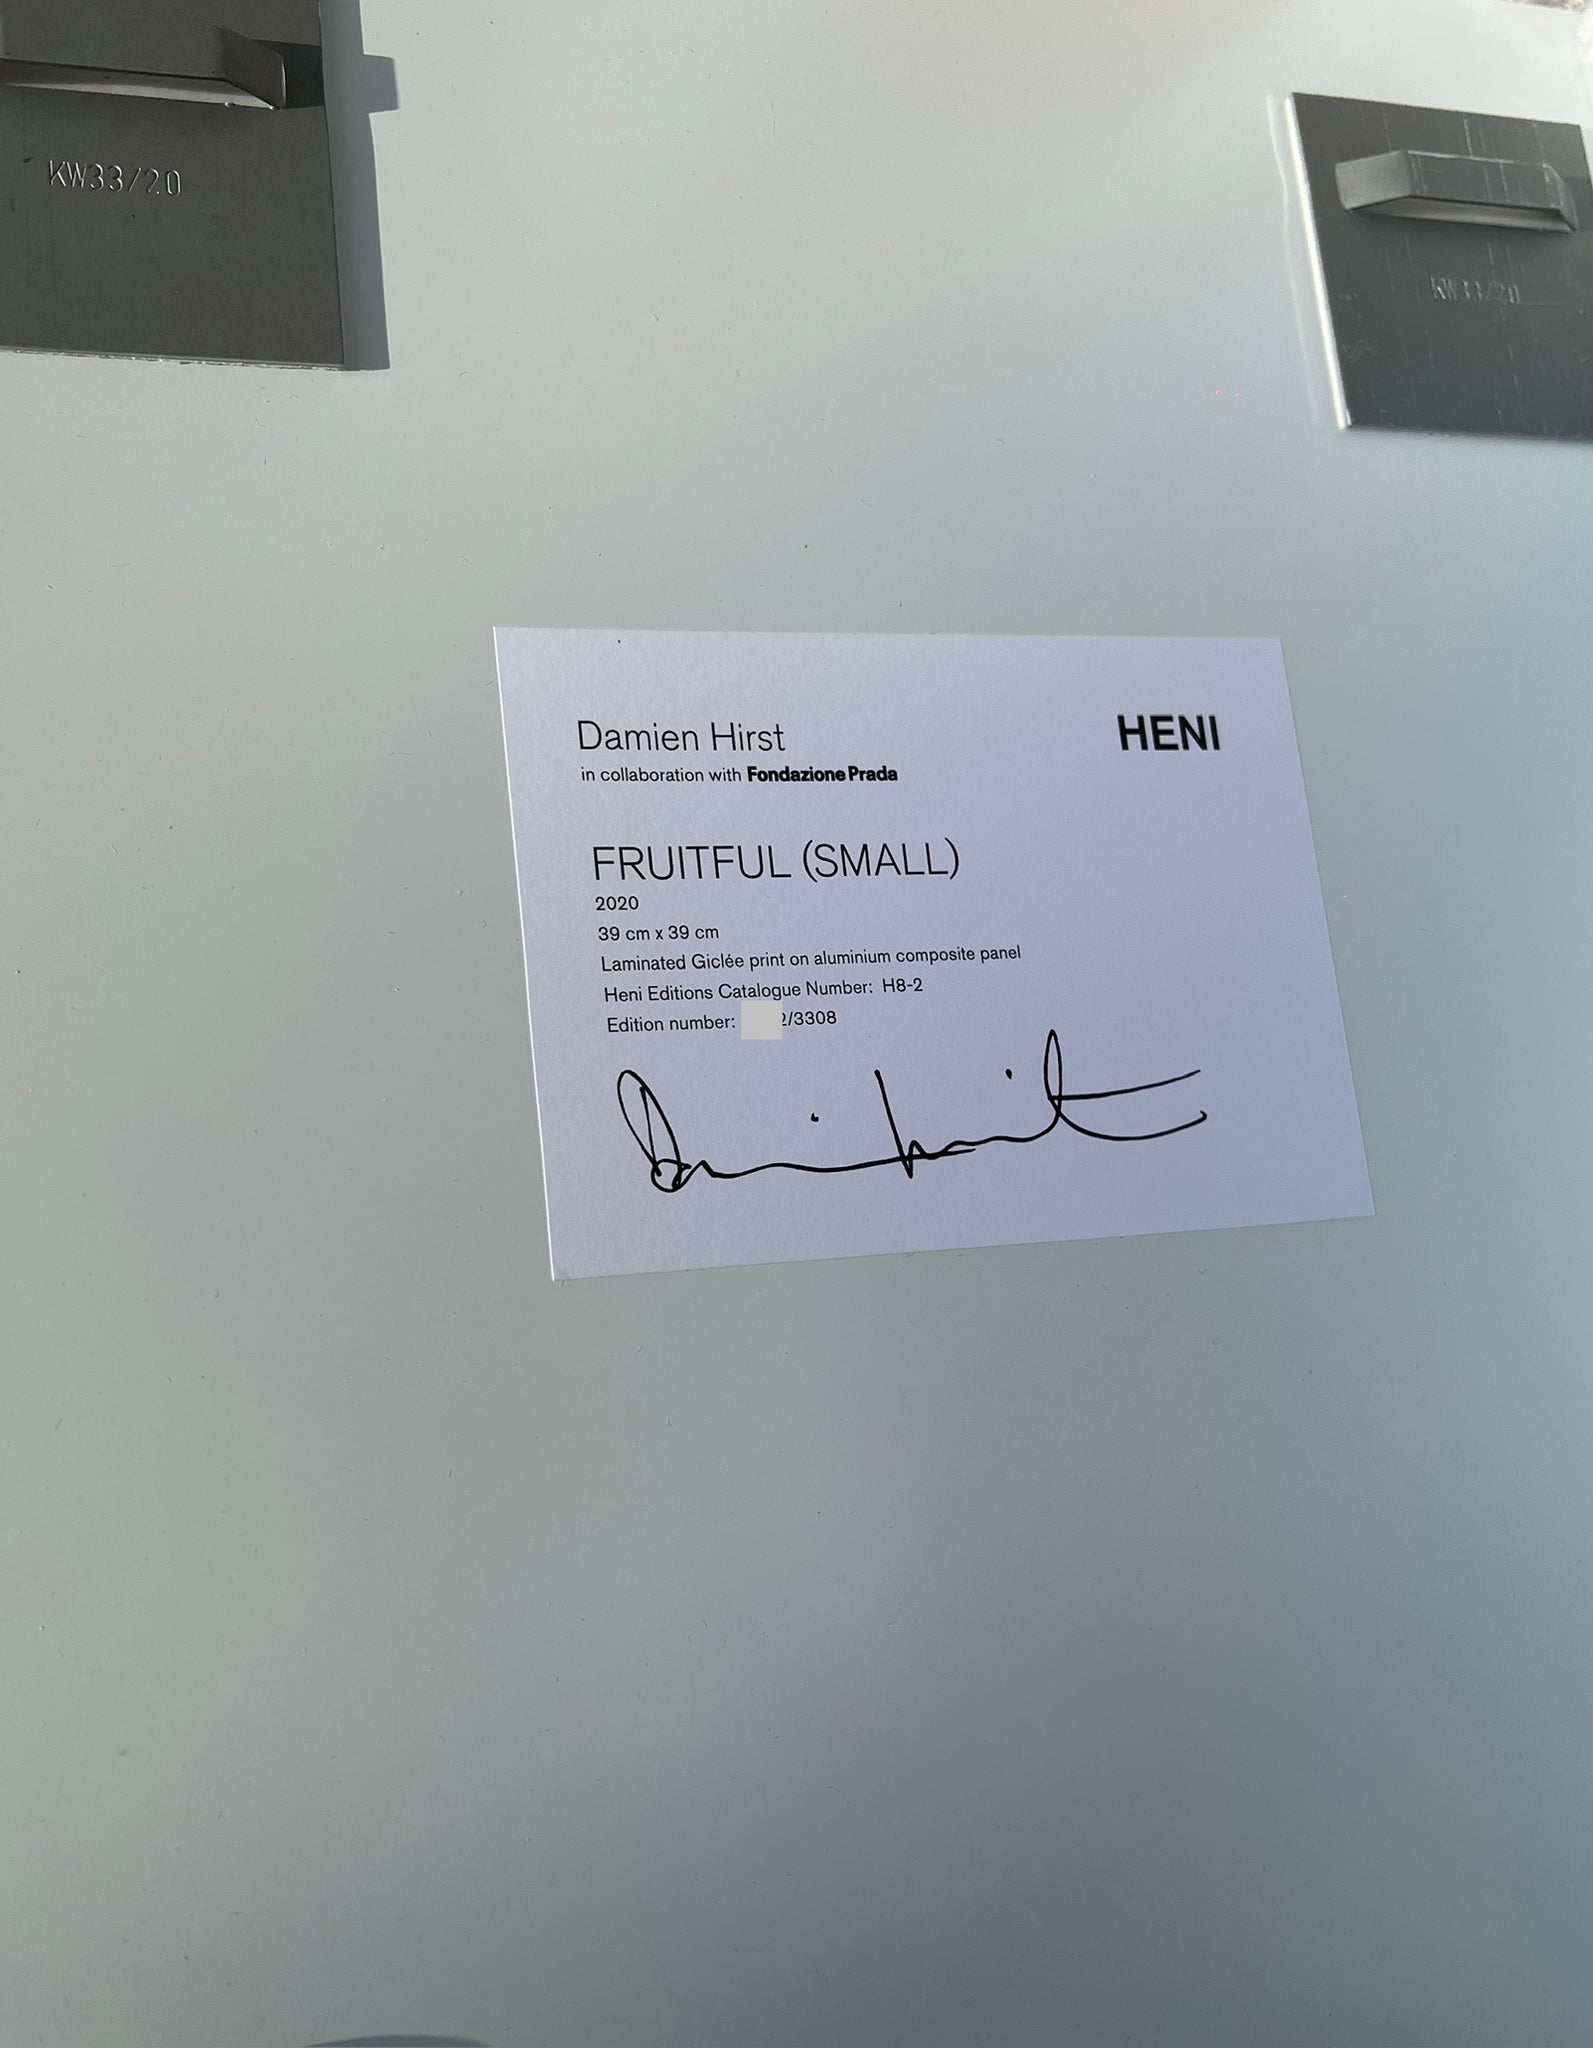 KW33/20
KW33/20
Damien Hirst
HENI
in collaboration with Fondazione Prada
FRUITFUL (SMALL)
2020
39 cm x 39 cm
Laminated Giclée print on aluminium composite panel
Heni Editions Catalogue Number: H8-2
Edition number: 2/3308